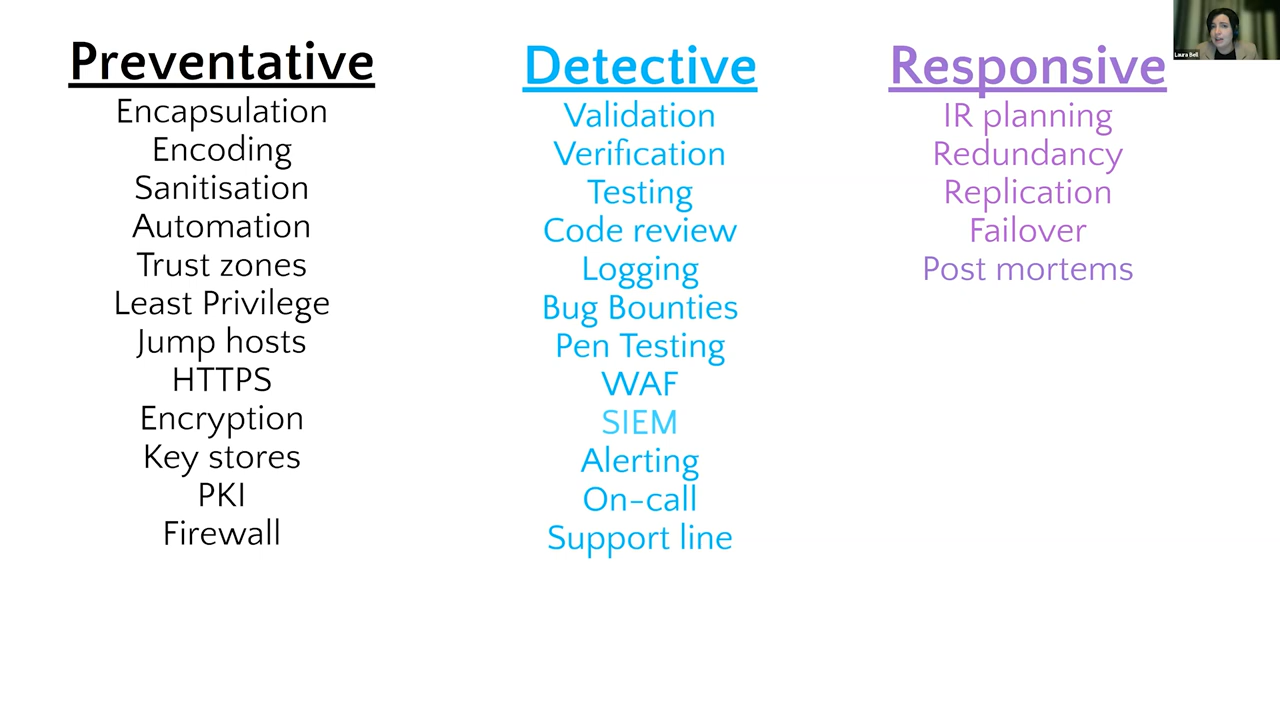 Preventative
Encapsulation
Encoding
Sanitisation
Automation
Trust zones
Least Privilege
Jump hosts
HTTPS
Encryption
Key stores
PKI
Firewall
Detective
Validation
Verification
Testing
Code review
Logging
Bug Bounties
Pen Testing
WAF
SIEM
Alerting
On-call
Support line
Responsive
IR planning
Redundancy
Replication
Failover
Post mortems
Laura Bell